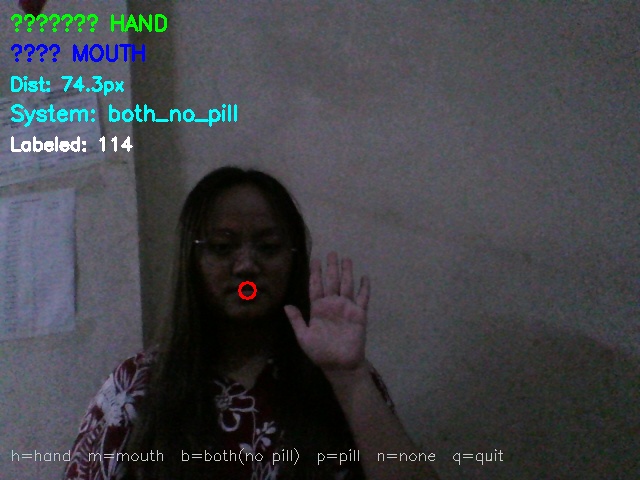 ??????? HAND
???? MOUTH
Dist: 74.3px
System: both_no_pill
Labeled: 114
h=hand m=mouth b=both(no pill) p=pill n=none q=quit